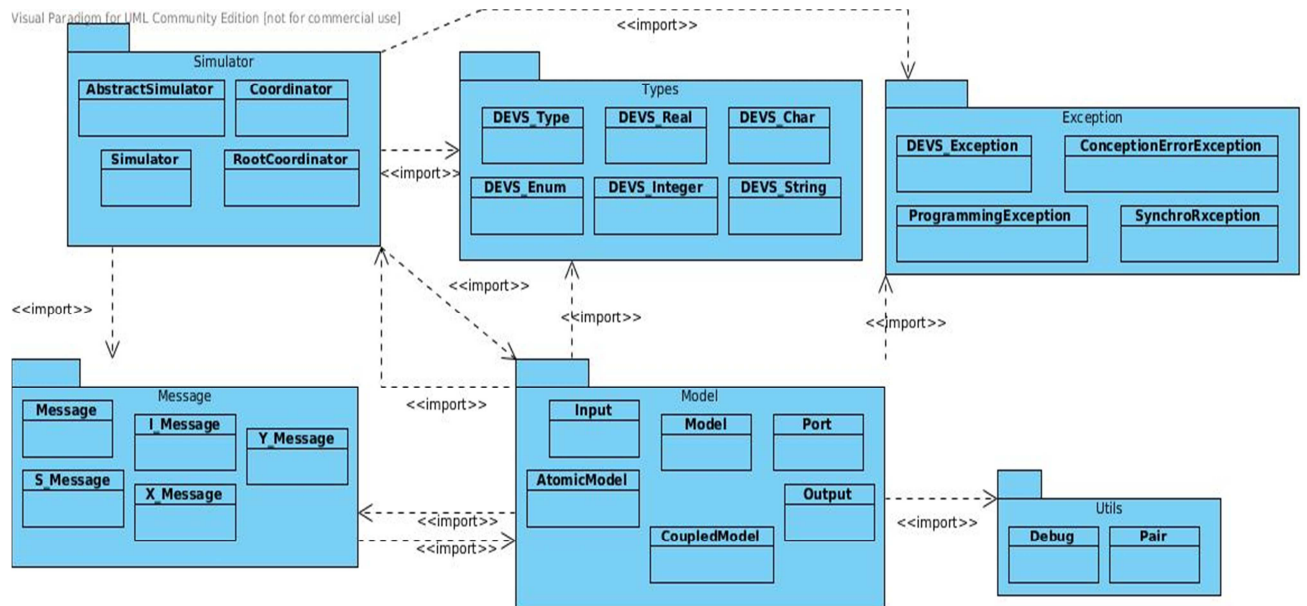 Visual Paradigm for UML Community Edition [not for commercial use]
<<import>>
Simulator
AbstractSimulator
Coordinator
Simulator
RootCoordinator
<<import>>
Types
DEVS_Type
DEVS_Real
DEVS_Char
DEVS_Enum
DEVS_Integer
DEVS_String
Exception
DEVS_Exception
ConceptionErrorException
ProgrammingException
SynchroRxception
<<import>>
<<import>>
<<import>>
<<import>>
<<import>>
Message
Message
I_Message
Y_Message
S_Message
X_Message
<<import>>
<<import>>
Model
Input
Model
Port
AtomicModel
Output
CoupledModel
<<import>>
Utils
Debug
Pair